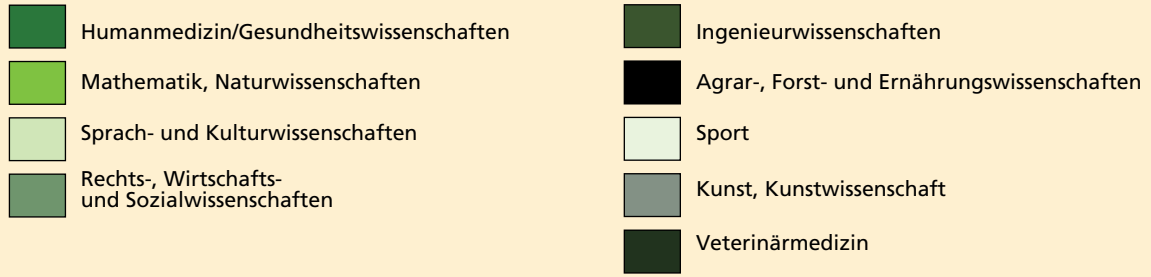 Humanmedizin/Gesundheitswissenschaften
Mathematik, Naturwissenschaften
Sprach- und Kulturwissenschaften
Rechts-, Wirtschafts-
und Sozialwissenschaften
Ingenieurwissenschaften
Agrar-, Forst- und Ernährungswissenschaften
Sport
Kunst, Kunstwissenschaft
Veterinärmedizin